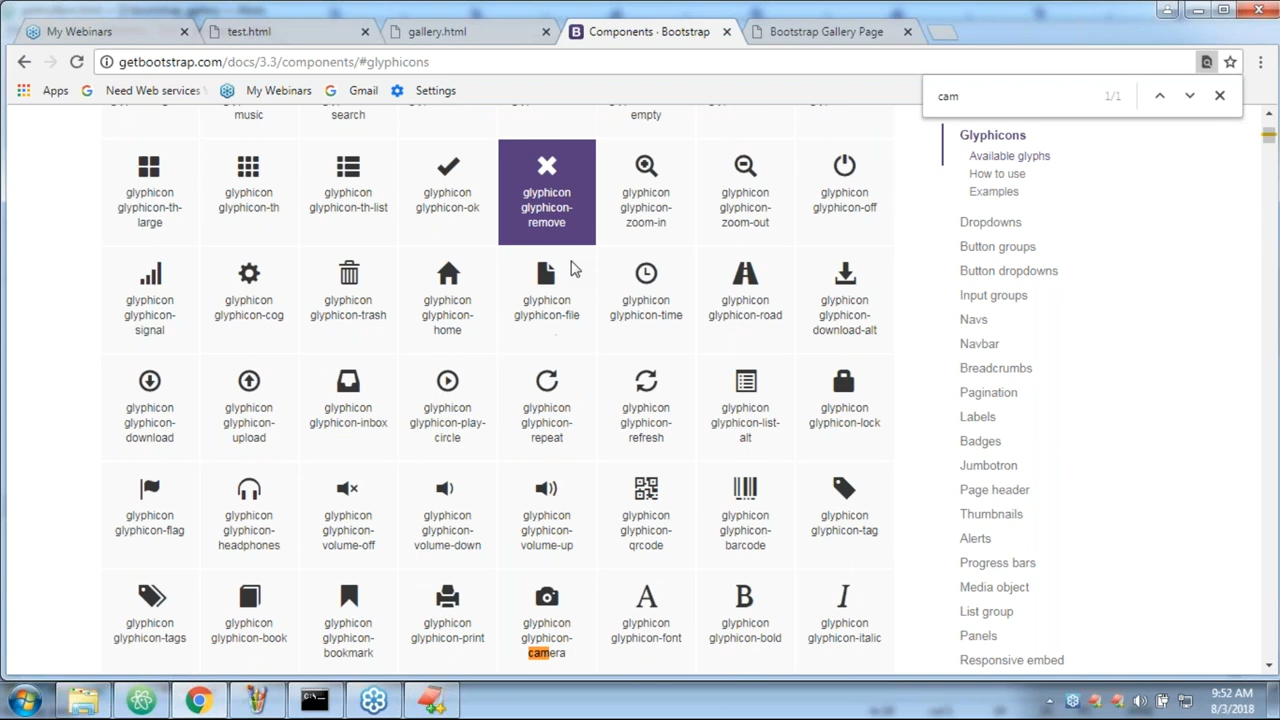 My Webinars
test.html
gallery.html
Components · Bootstrap
Bootstrap Gallery Page
getbootstrap.com/docs/3.3/components/#glyphicons
Apps
Need Web services
My Webinars
Gmail
Settings
cam
1/1
music
search
empty
glyphicon
glyphicon-th-
large
glyphicon
glyphicon-th
glyphicon
glyphicon-th-list
glyphicon
glyphicon-ok
glyphicon
glyphicon-
remove
glyphicon
glyphicon-
zoom-in
glyphicon
glyphicon-
zoom-out
glyphicon
glyphicon-off
glyphicon
glyphicon-
signal
glyphicon
glyphicon-cog
glyphicon
glyphicon-trash
glyphicon
glyphicon-
home
glyphicon
glyphicon-file
glyphicon
glyphicon-time
glyphicon
glyphicon-road
glyphicon
glyphicon-
download-alt
glyphicon
glyphicon-
download
glyphicon
glyphicon-
upload
glyphicon
glyphicon-inbox
glyphicon
glyphicon-play-
circle
glyphicon
glyphicon-
repeat
glyphicon
glyphicon-
refresh
glyphicon
glyphicon-list-
alt
glyphicon
glyphicon-lock
glyphicon
glyphicon-flag
glyphicon
glyphicon-
headphones
glyphicon
glyphicon-
volume-off
glyphicon
glyphicon-
volume-down
glyphicon
glyphicon-
volume-up
glyphicon
glyphicon-
qrcode
glyphicon
glyphicon-
barcode
glyphicon
glyphicon-tag
glyphicon
glyphicon-tags
glyphicon
glyphicon-book
glyphicon
glyphicon-
bookmark
glyphicon
glyphicon-print
glyphicon
glyphicon-
camera
glyphicon
glyphicon-font
glyphicon
glyphicon-bold
glyphicon
glyphicon-italic
Glyphicons
Available glyphs
How to use
Examples
Dropdowns
Button groups
Button dropdowns
Input groups
Navs
Navbar
Breadcrumbs
Pagination
Labels
Badges
Jumbotron
Page header
Thumbnails
Alerts
Progress bars
Media object
List group
Panels
Responsive embed
9:52 AM
8/3/2018